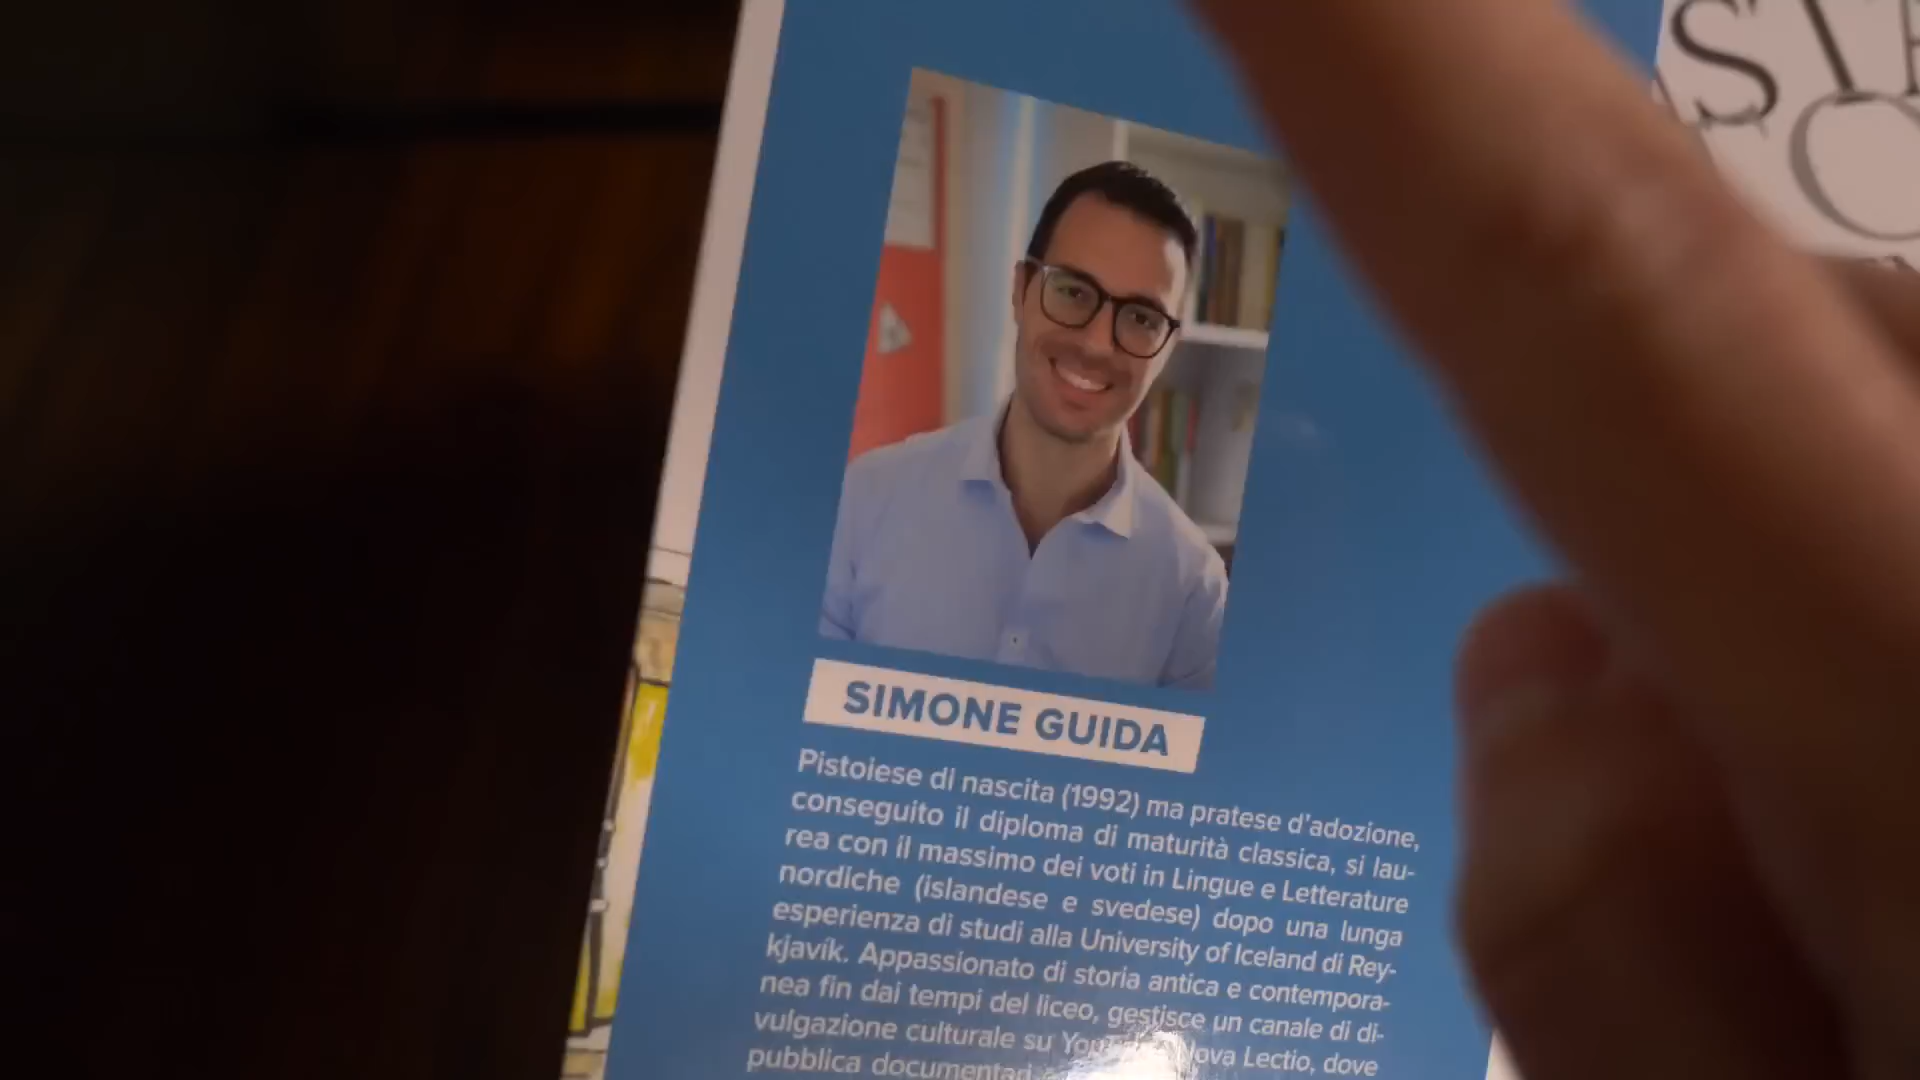 SIMONE GUIDA
Pistoiese di nascita (1992) ma pratese d'adozione,
conseguito il diploma di maturità classica, si lau-
rea con il massimo dei voti in Lingue e Letterature
nordiche (islandese e svedese) dopo una lunga
esperienza di studi alla University of Iceland di Rey-
kjavík. Appassionato di storia antica e contempora-
nea fin dai tempi del liceo, gestisce un canale di di-
vulgazione culturale su Lectio, dove
pubblica documentari